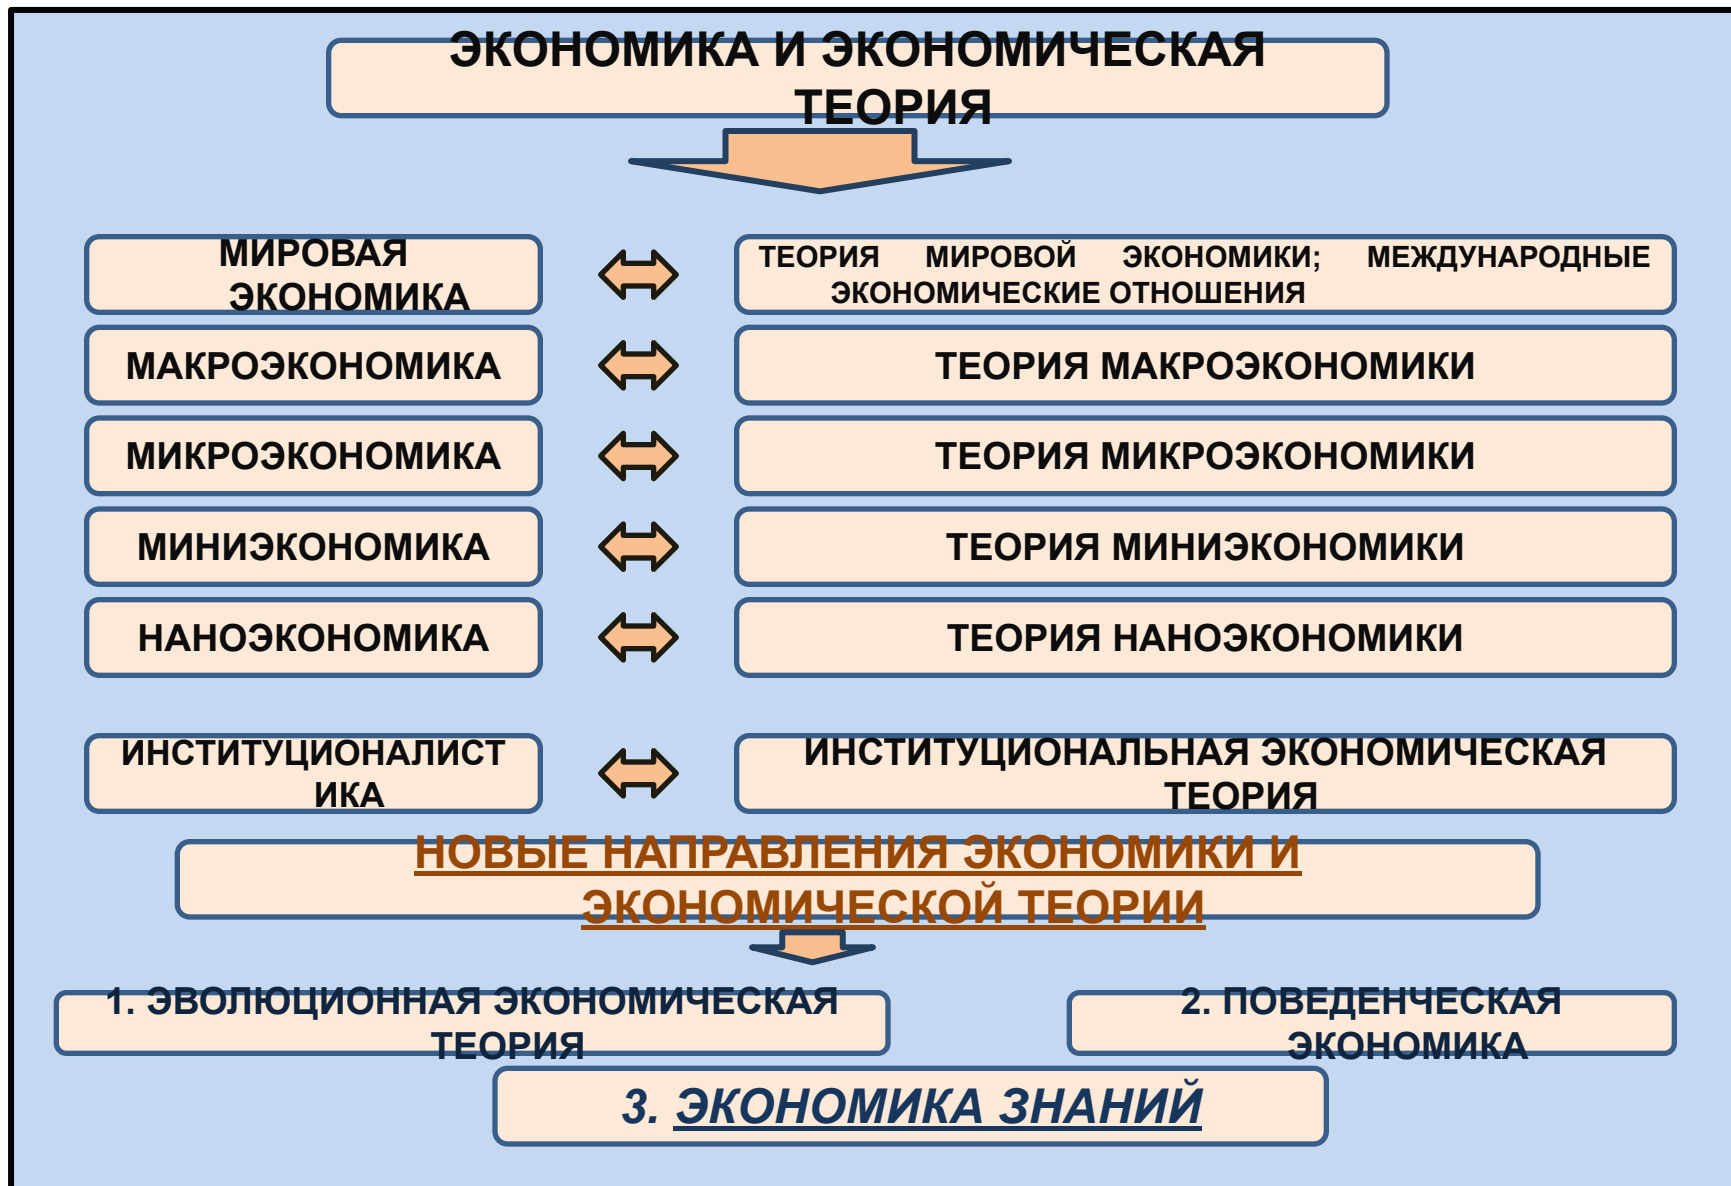 ЭКОНОМИКА И ЭКОНОМИЧЕСКАЯ
ТЕОРИЯ
МИРОВАЯ
ЭКОНОМИКА
ТЕОРИЯ МИРОВОЙ ЭКОНОМИКИ; МЕЖДУНАРОДНЫЕ
ЭКОНОМИЧЕСКИЕ ОТНОШЕНИЯ
МАКРОЭКОНОМИКА
ТЕОРИЯ МАКРОЭКОНОМИКИ
МИКРОЭКОНОМИКА
ТЕОРИЯ МИКРОЭКОНОМИКИ
МИНИЭКОНОМИКА
ТЕОРИЯ МИНИЭКОНОМИКИ
НАНОЭКОНОМИКА
ТЕОРИЯ НАНОЭКОНОМИКИ
ИНСТИТУЦИОНАЛИСТ
ИКА
ИНСТИТУЦИОНАЛЬНАЯ ЭКОНОМИЧЕСКАЯ
ТЕОРИЯ
НОВЫЕ НАПРАВЛЕНИЯ ЭКОНОМИКИ И
ЭКОНОМИЧЕСКОЙ ТЕОРИИ
1. ЭВОЛЮЦИОННАЯ ЭКОНОМИЧЕСКАЯ
ТЕОРИЯ
2. ПОВЕДЕНЧЕСКАЯ
ЭКОНОМИКА
3. ЭКОНОМИКА ЗНАНИЙ